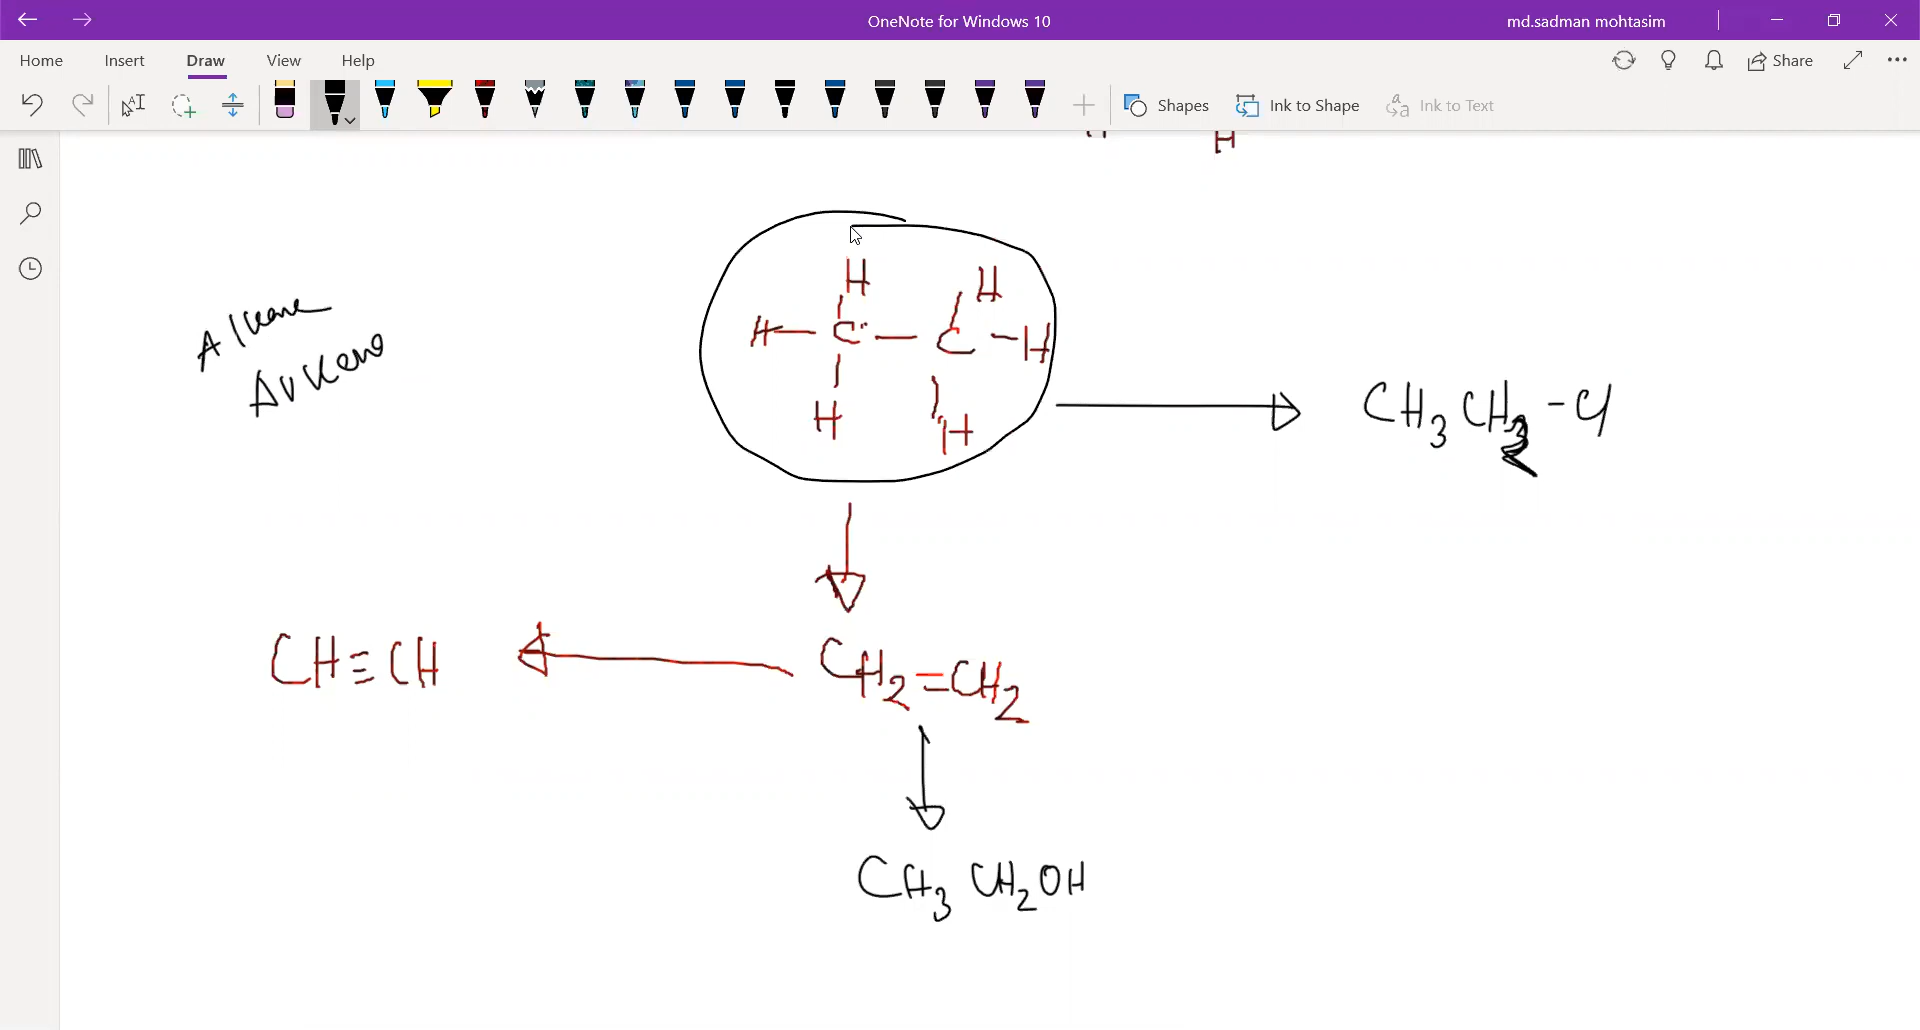 OneNote for Windows 10
md.sadman mohtasim
Home Insert Draw View Help
Share
Shapes Ink to Shape Ink to Text
H
H H
H—C—C—H
H H
Alkane
CH3 CH2-Cl
CH≡CH
CH2=CH2
CH3 CH2OH